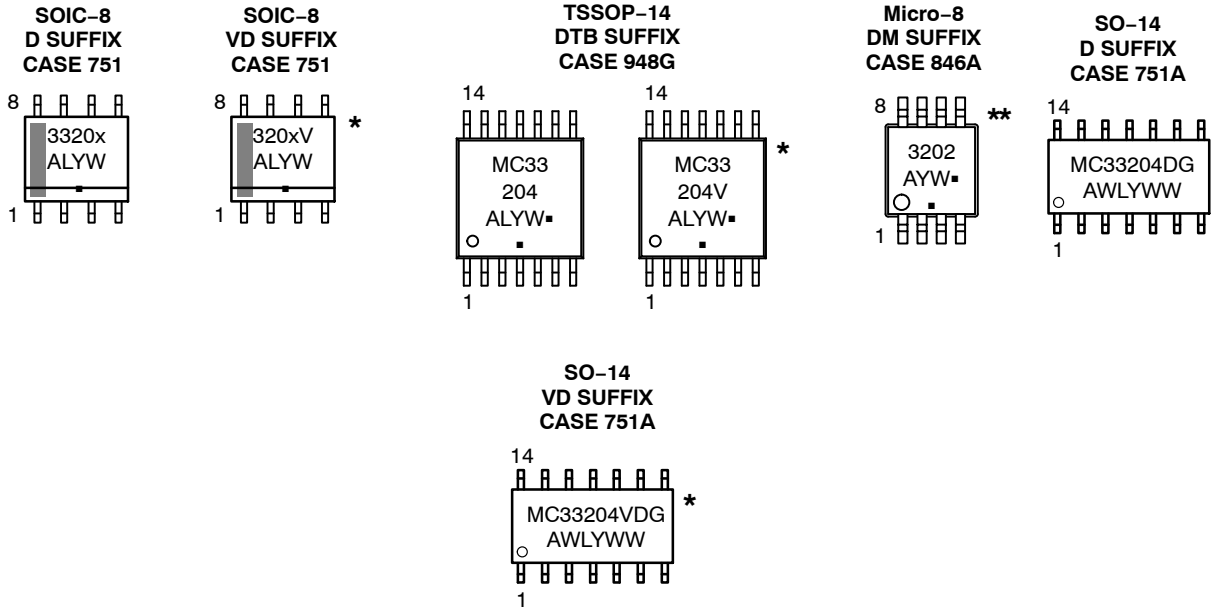 SOIC−8
D SUFFIX
CASE 751
8
3320x
ALYW
1
SOIC−8
VD SUFFIX
CASE 751
8
320xV
ALYW
*
1
TSSOP−14
DTB SUFFIX
CASE 948G
14
MC33
204
ALYW▪
▪
1
14
MC33
204V
ALYW▪
▪
*
1
Micro−8
DM SUFFIX
CASE 846A
8
3202
AYW▪
▪
**
1
SO−14
D SUFFIX
CASE 751A
14
MC33204DG
AWLYWW
1
SO−14
VD SUFFIX
CASE 751A
14
MC33204VDG
AWLYWW
*
1